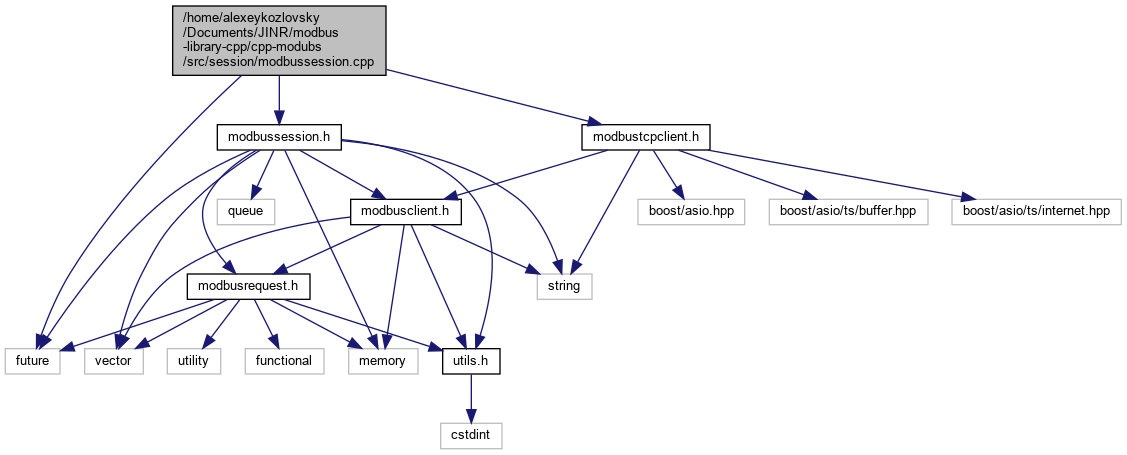 /home/alexeykozlovsky
/Documents/JINR/modbus
-library-cpp/cpp-modubs
/src/session/modbussession.cpp
modbussession.h
modbustcpclient.h
queue
modbusclient.h
boost/asio.hpp
boost/asio/ts/buffer.hpp
boost/asio/ts/internet.hpp
modbusrequest.h
string
future
vector
utility
functional
memory
utils.h
cstdint